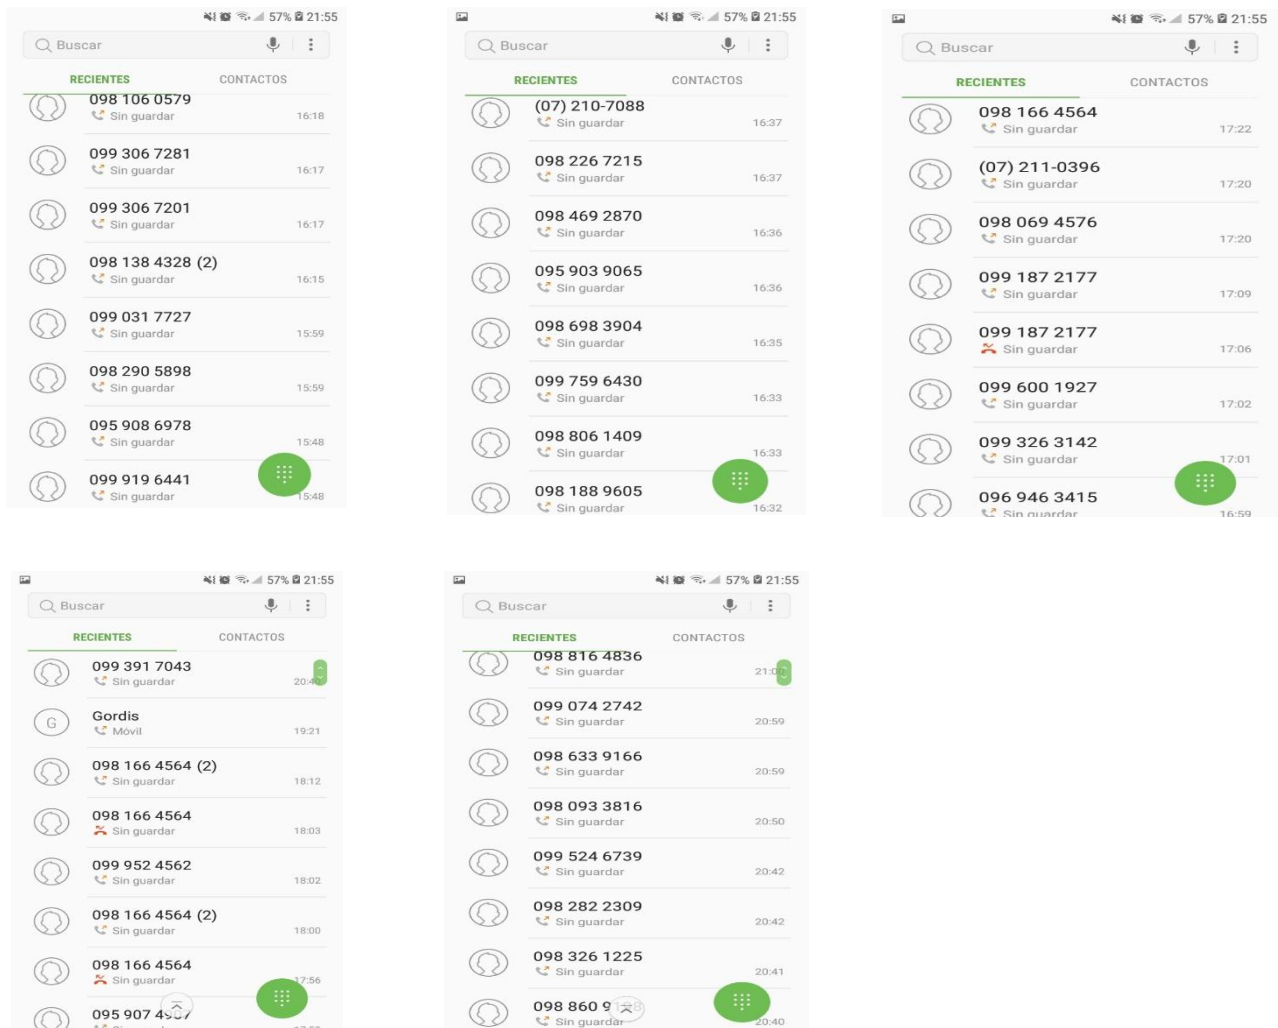 57% 21:55
Buscar
RECIENTES CONTACTOS
098 106 0579
Sin guardar 16:18
099 306 7281
Sin guardar 16:17
099 306 7201
Sin guardar 16:17
098 138 4328 (2)
Sin guardar 16:15
099 031 7727
Sin guardar 15:59
098 290 5898
Sin guardar 15:59
095 908 6978
Sin guardar 15:48
099 919 6441
Sin guardar 15:48
57% 21:55
Buscar
RECIENTES CONTACTOS
(07) 210-7088
Sin guardar 16:37
098 226 7215
Sin guardar 16:37
098 469 2870
Sin guardar 16:36
095 903 9065
Sin guardar 16:36
098 698 3904
Sin guardar 16:35
099 759 6430
Sin guardar 16:33
098 806 1409
Sin guardar 16:33
098 188 9605
Sin guardar 16:32
57% 21:55
Buscar
RECIENTES CONTACTOS
098 166 4564
Sin guardar 17:22
(07) 211-0396
Sin guardar 17:20
098 069 4576
Sin guardar 17:20
099 187 2177
Sin guardar 17:09
099 187 2177
Sin guardar 17:06
099 600 1927
Sin guardar 17:02
099 326 3142
Sin guardar 17:01
096 946 3415
Sin guardar 16:59
57% 21:55
Buscar
RECIENTES CONTACTOS
099 391 7043
Sin guardar 20:40
Gordis
G
Móvil 19:21
098 166 4564 (2)
Sin guardar 18:12
098 166 4564
Sin guardar 18:03
099 952 4562
Sin guardar 18:02
098 166 4564 (2)
Sin guardar 18:00
098 166 4564
Sin guardar 17:56
095 907
57% 21:55
Buscar
RECIENTES CONTACTOS
098 816 4836
Sin guardar 21:00
099 074 2742
Sin guardar 20:59
098 633 9166
Sin guardar 20:59
098 093 3816
Sin guardar 20:50
099 524 6739
Sin guardar 20:42
098 282 2309
Sin guardar 20:42
098 326 1225
Sin guardar 20:41
098 860
Sin guardar 20:40